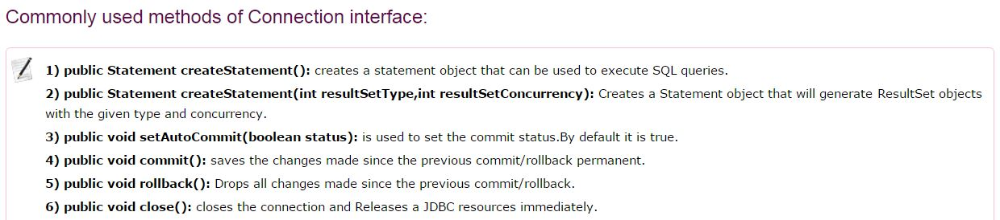 Commonly used methods of Connection interface:
1) public Statement createStatement(): creates a statement object that can be used to execute SQL queries.
2) public Statement createStatement(int resultSetType,int resultSetConcurrency): Creates a Statement object that will generate ResultSet objects
with the given type and concurrency.
3) public void setAutoCommit(boolean status): is used to set the commit status.By default it is true.
4) public void commit(): saves the changes made since the previous commit/rollback permanent.
5) public void rollback(): Drops all changes made since the previous commit/rollback.
6) public void close(): closes the connection and Releases a JDBC resources immediately.